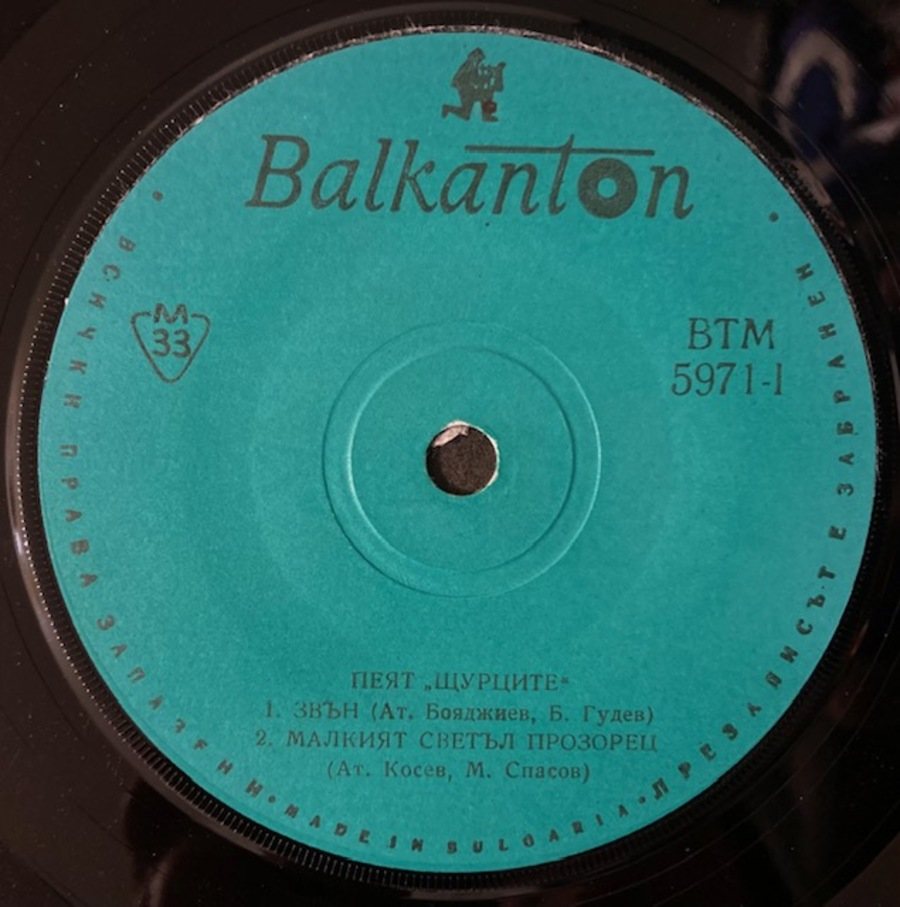 Balkanton
М
33
ВТМ
5971-I
ПЕЯТ „ЩУРЦИТЕ“
1. ЗВЪН (Ат. Бояджиев, Б. Гудев)
2. МАЛКИЯТ СВЕТЪЛ ПРОЗОРЕЦ
(Ат. Косев, М. Спасов)
• ВСИЧКИ ПРАВА ЗАПАЗЕНИ • MADE IN BULGARIA • ПРЕЗАПИСЪТ Е ЗАБРАНЕН •